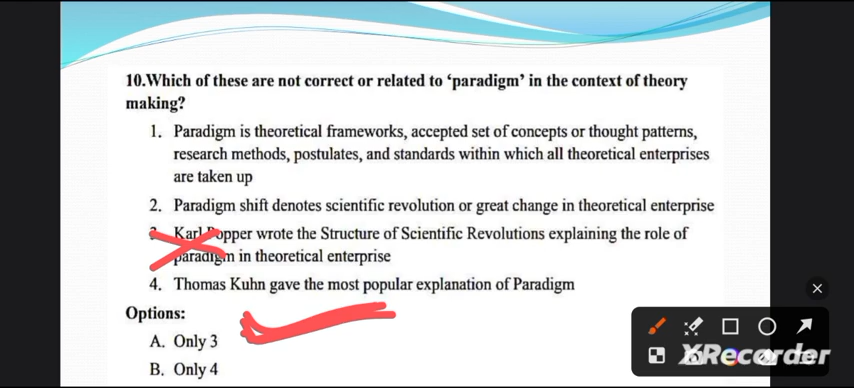 10.Which of these are not correct or related to ‘paradigm’ in the context of theory
making?
1. Paradigm is theoretical frameworks, accepted set of concepts or thought patterns,
research methods, postulates, and standards within which all theoretical enterprises
are taken up
2. Paradigm shift denotes scientific revolution or great change in theoretical enterprise
3. Karl Popper wrote the Structure of Scientific Revolutions explaining the role of
paradigm in theoretical enterprise
4. Thomas Kuhn gave the most popular explanation of Paradigm
Options:
A. Only 3
B. Only 4
XRecorder